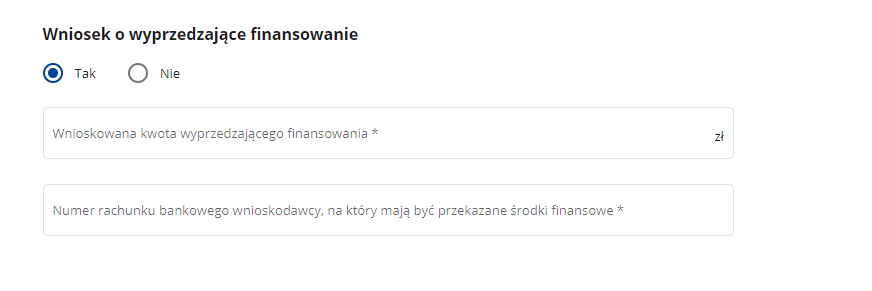 Wniosek o wyprzedzające finansowanie
Tak Nie
Wnioskowana kwota wyprzedzającego finansowania * zł
Numer rachunku bankowego wnioskodawcy, na który mają być przekazane środki finansowe *